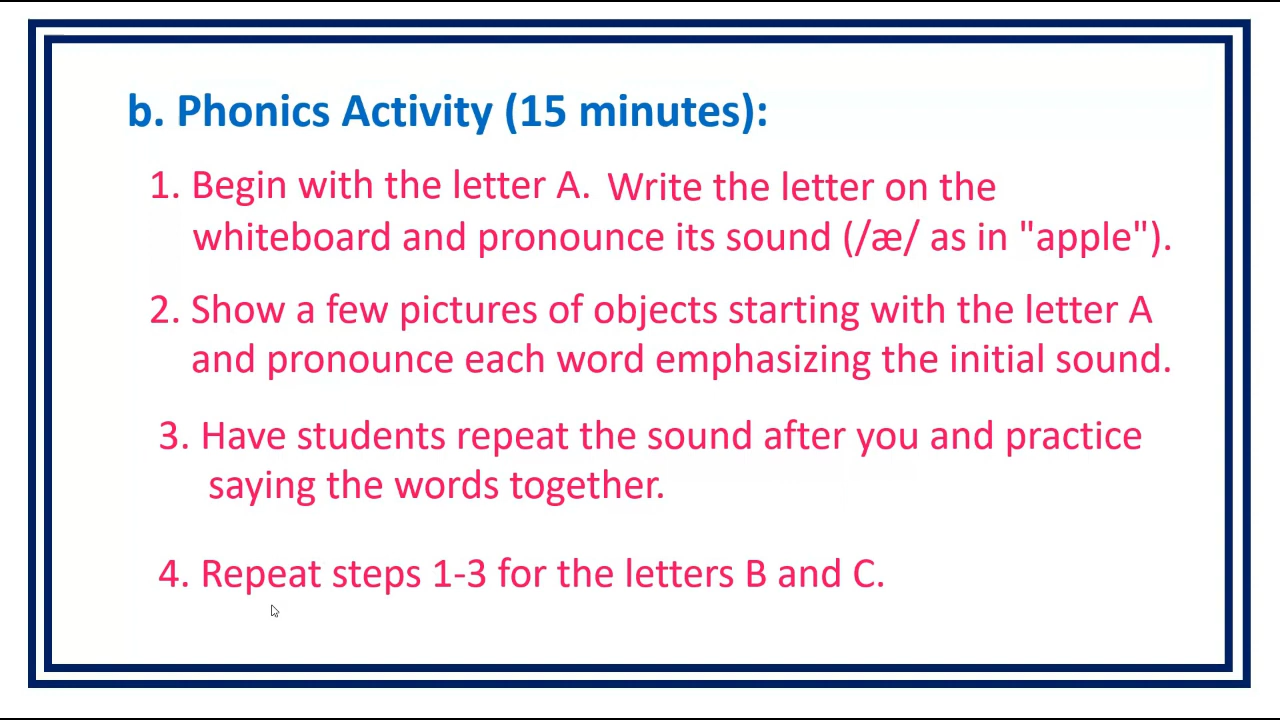 b. Phonics Activity (15 minutes):
1. Begin with the letter A. Write the letter on the
whiteboard and pronounce its sound (/æ/ as in "apple").
2. Show a few pictures of objects starting with the letter A
and pronounce each word emphasizing the initial sound.
3. Have students repeat the sound after you and practice
saying the words together.
4. Repeat steps 1-3 for the letters B and C.